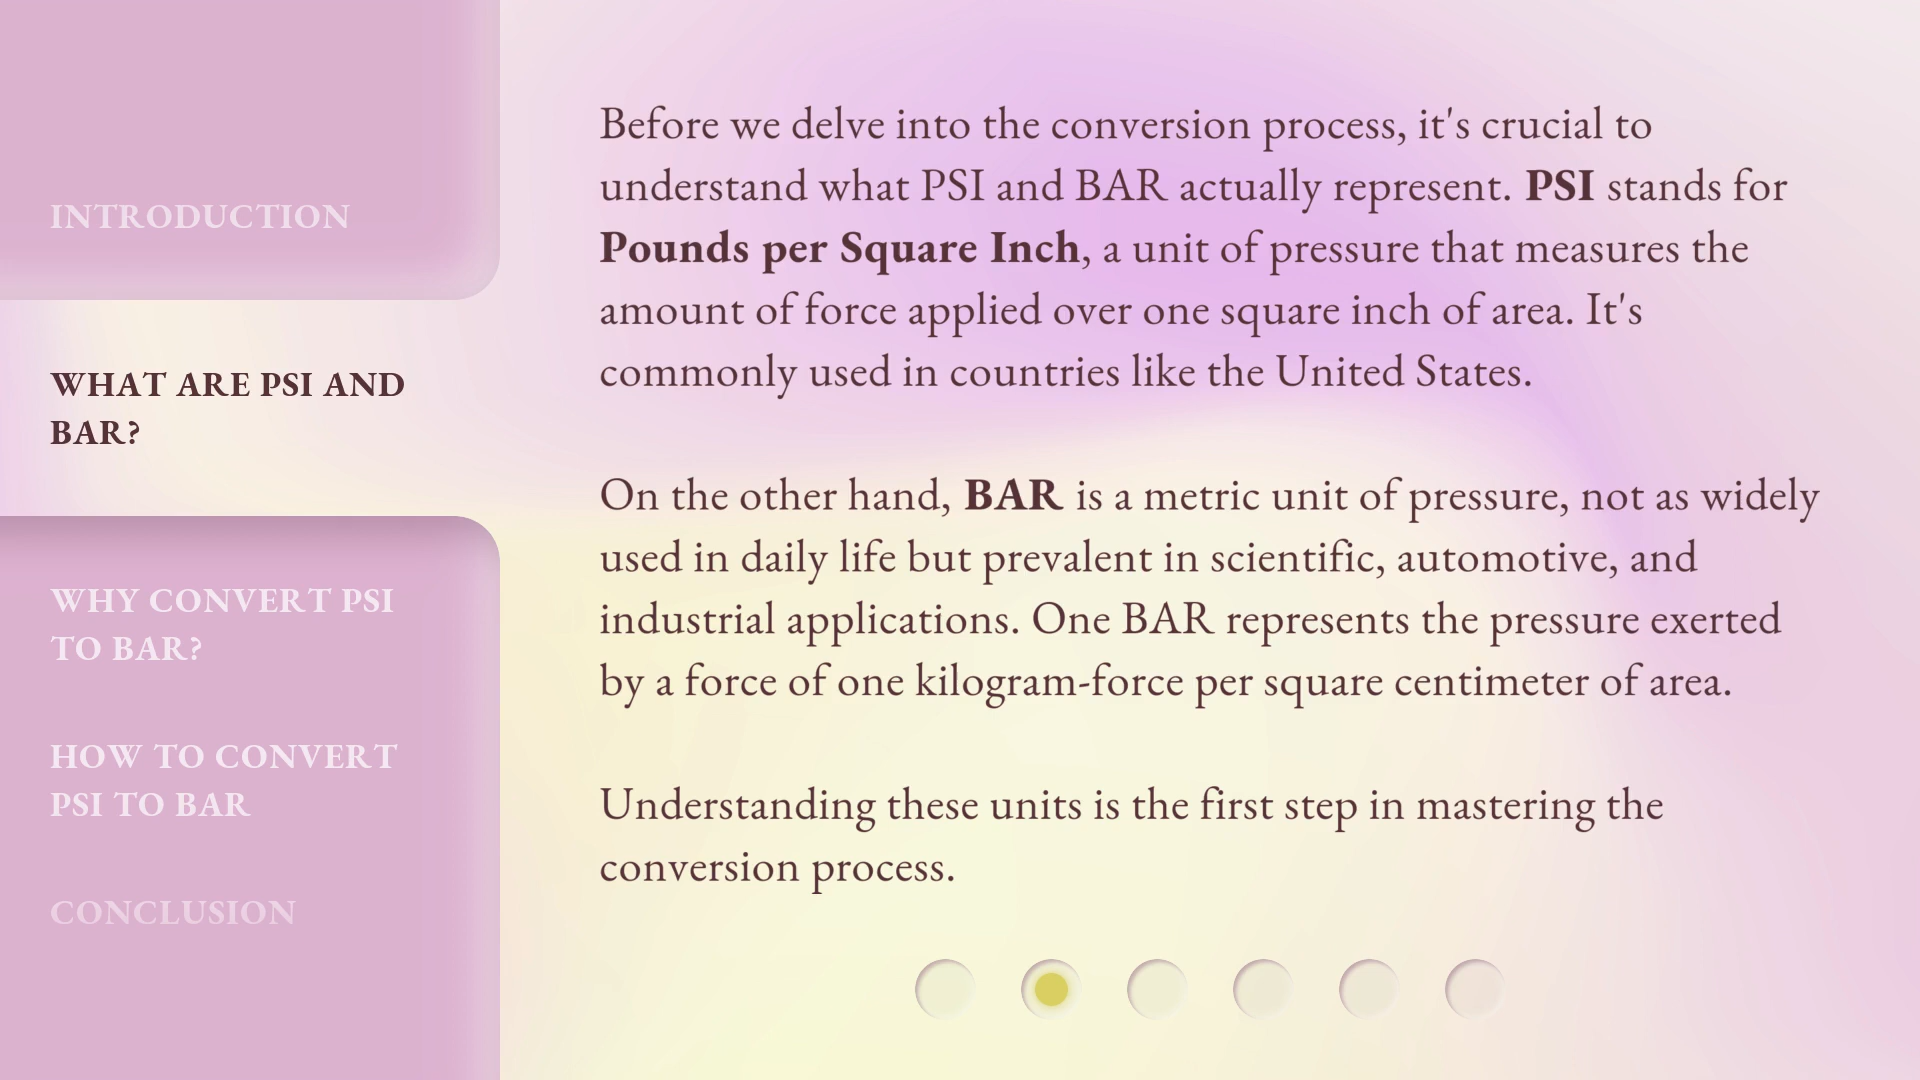 INTRODUCTION
WHAT ARE PSI AND
BAR?
WHY CONVERT PSI
TO BAR?
HOW TO CONVERT
PSI TO BAR
CONCLUSION
Before we delve into the conversion process, it's crucial to
understand what PSI and BAR actually represent. PSI stands for
Pounds per Square Inch, a unit of pressure that measures the
amount of force applied over one square inch of area. It's
commonly used in countries like the United States.
On the other hand, BAR is a metric unit of pressure, not as widely
used in daily life but prevalent in scientific, automotive, and
industrial applications. One BAR represents the pressure exerted
by a force of one kilogram-force per square centimeter of area.
Understanding these units is the first step in mastering the
conversion process.